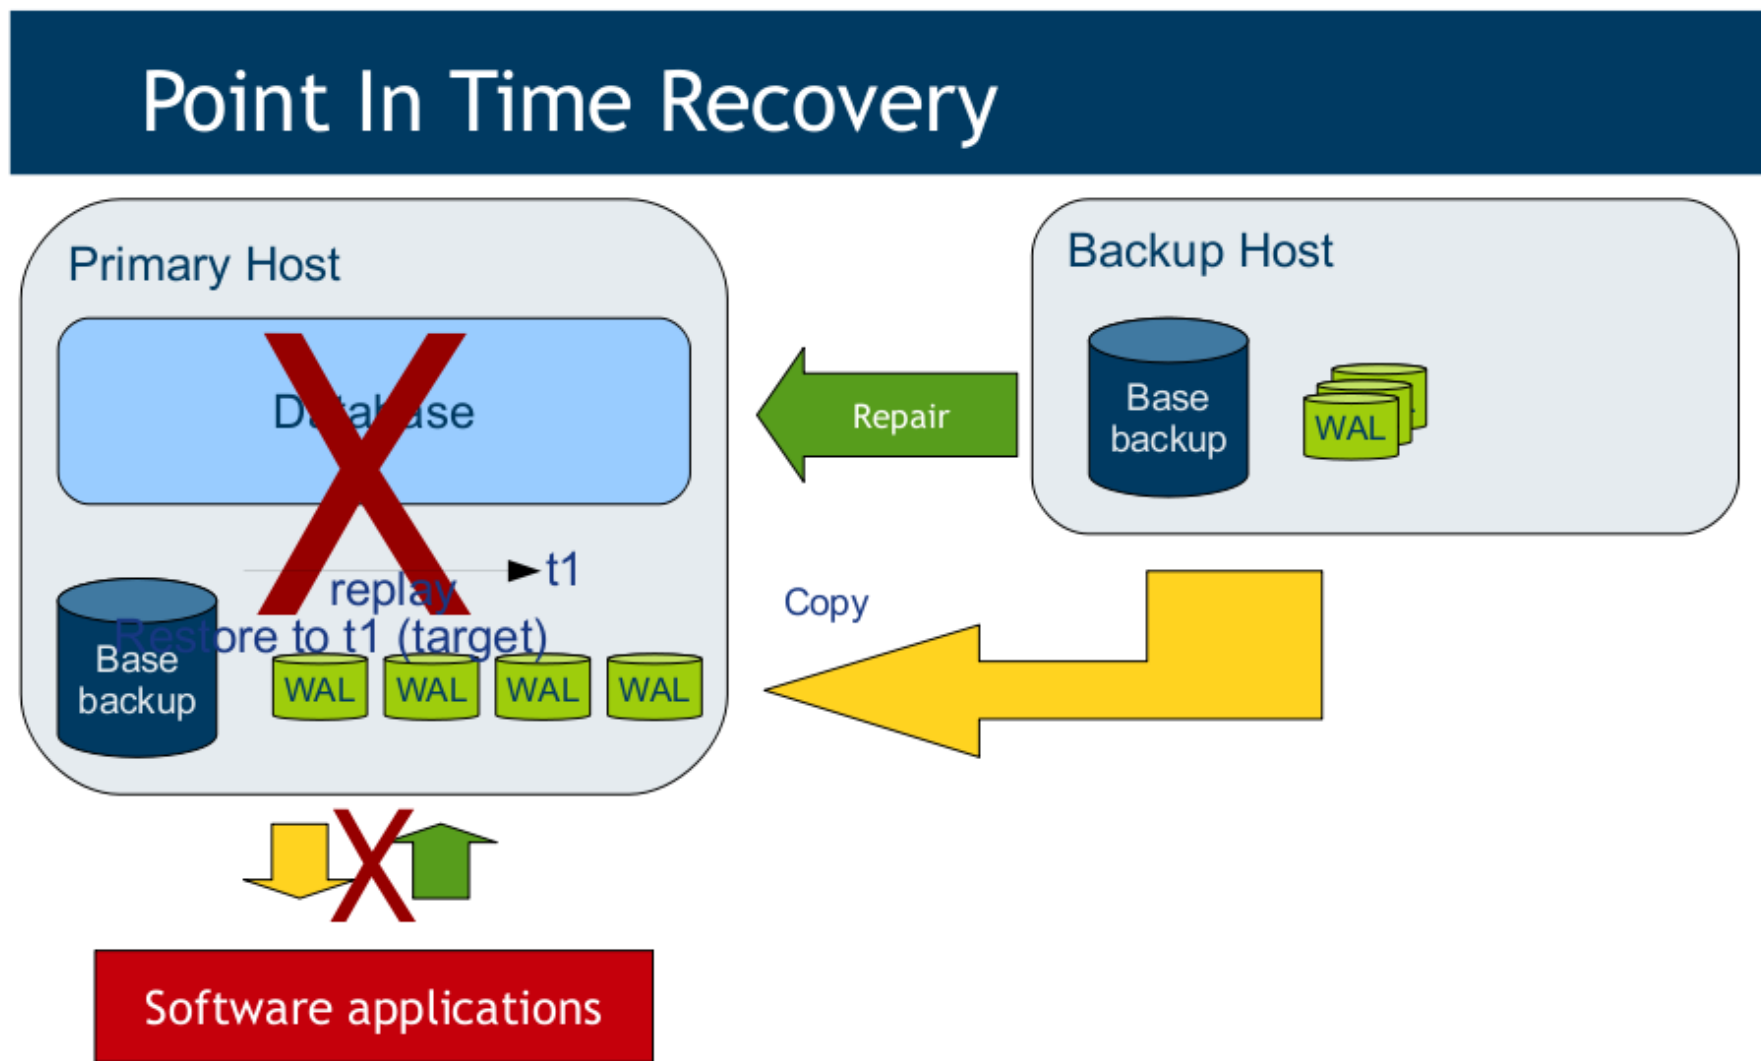 Point In Time Recovery
Primary Host
Database
t1
replay
Restore to t1 (target)
Base
backup
WAL WAL WAL WAL
Repair
Copy
Backup Host
Base
backup
WAL
Software applications